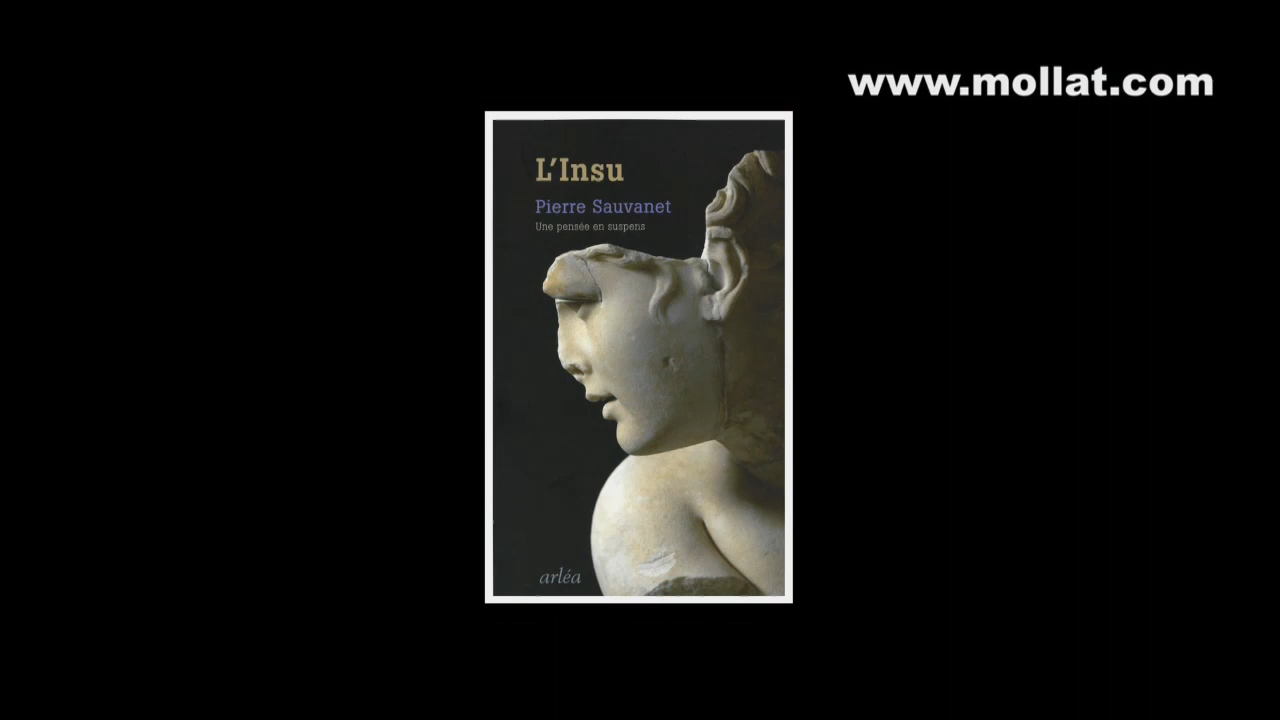 www.mollat.com
L'Insu
Pierre Sauvanet
Une pensée en suspens
arléa